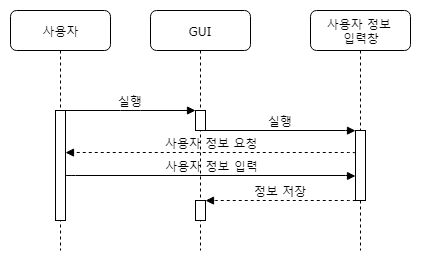 사용자
GUI
사용자 정보
입력창
실행
실행
사용자 정보 요청
사용자 정보 입력
정보 저장